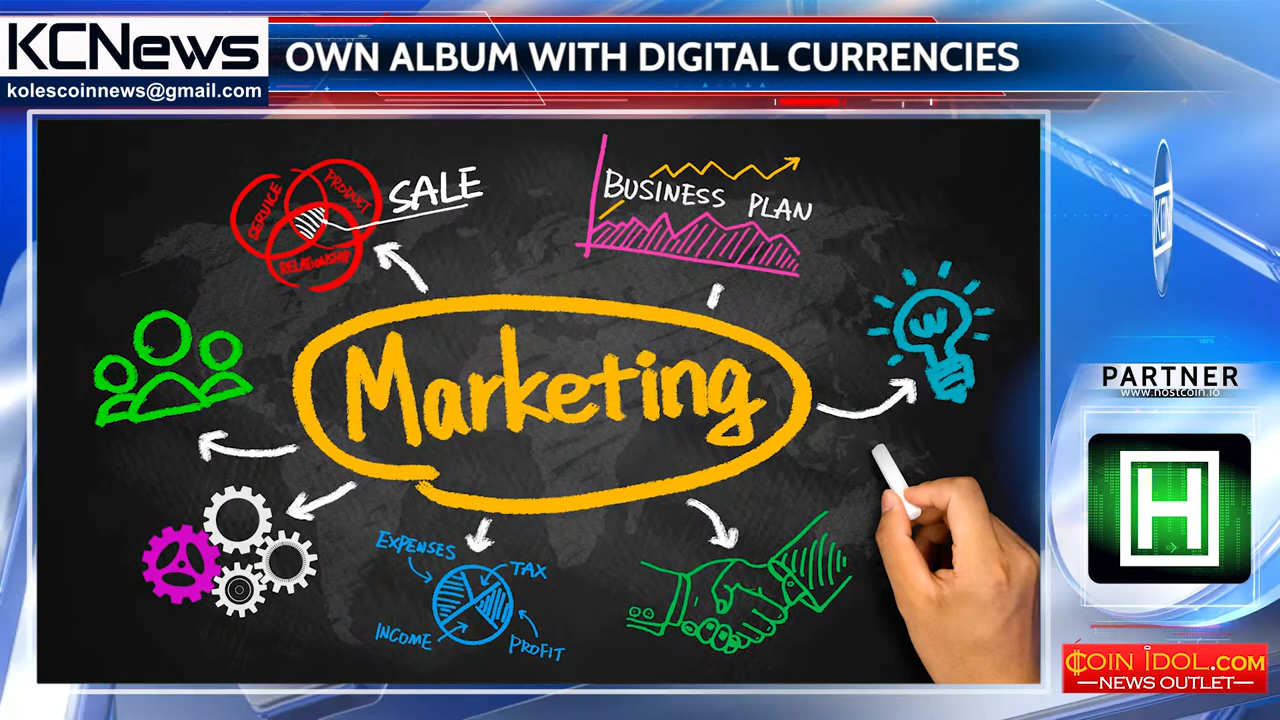 KCNews
kolescoinnews@gmail.com
OWN ALBUM WITH DIGITAL CURRENCIES
SALE
SERVICE
PRODUCT
RELATIONSHIP
BUSINESS PLAN
W
Marketing
EXPENSES
TAX
INCOME
PROFIT
PARTNER
www.hostcoin.io
H
COIN IDOL.COM
NEWS OUTLET